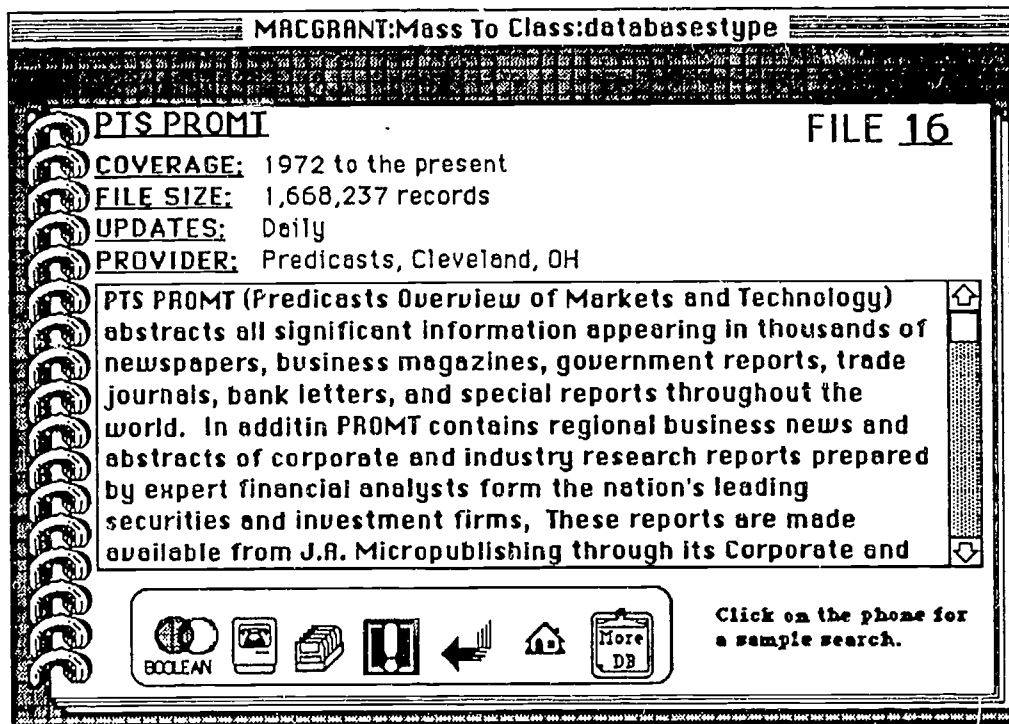 MACGRANT:Mass To Class:databasestype
PTS PROMT
FILE 16
COVERAGE: 1972 to the present
FILE SIZE: 1,668,237 records
UPDATES: Daily
PROVIDER: Predicasts, Cleveland, OH
PTS PROMT (Predicasts Overview of Markets and Technology)
abstracts all significant information appearing in thousands of
newspapers, business magazines, government reports, trade
journals, bank letters, and special reports throughout the
world. In additin PROMT contains regional business news and
abstracts of corporate and industry research reports prepared
by expert financial analysts form the nation's leading
securities and investment firms, These reports are made
available from J.A. Micropublishing through its Corporate and
BOOLEAN
More
DB
Click on the phone for
a sample search.